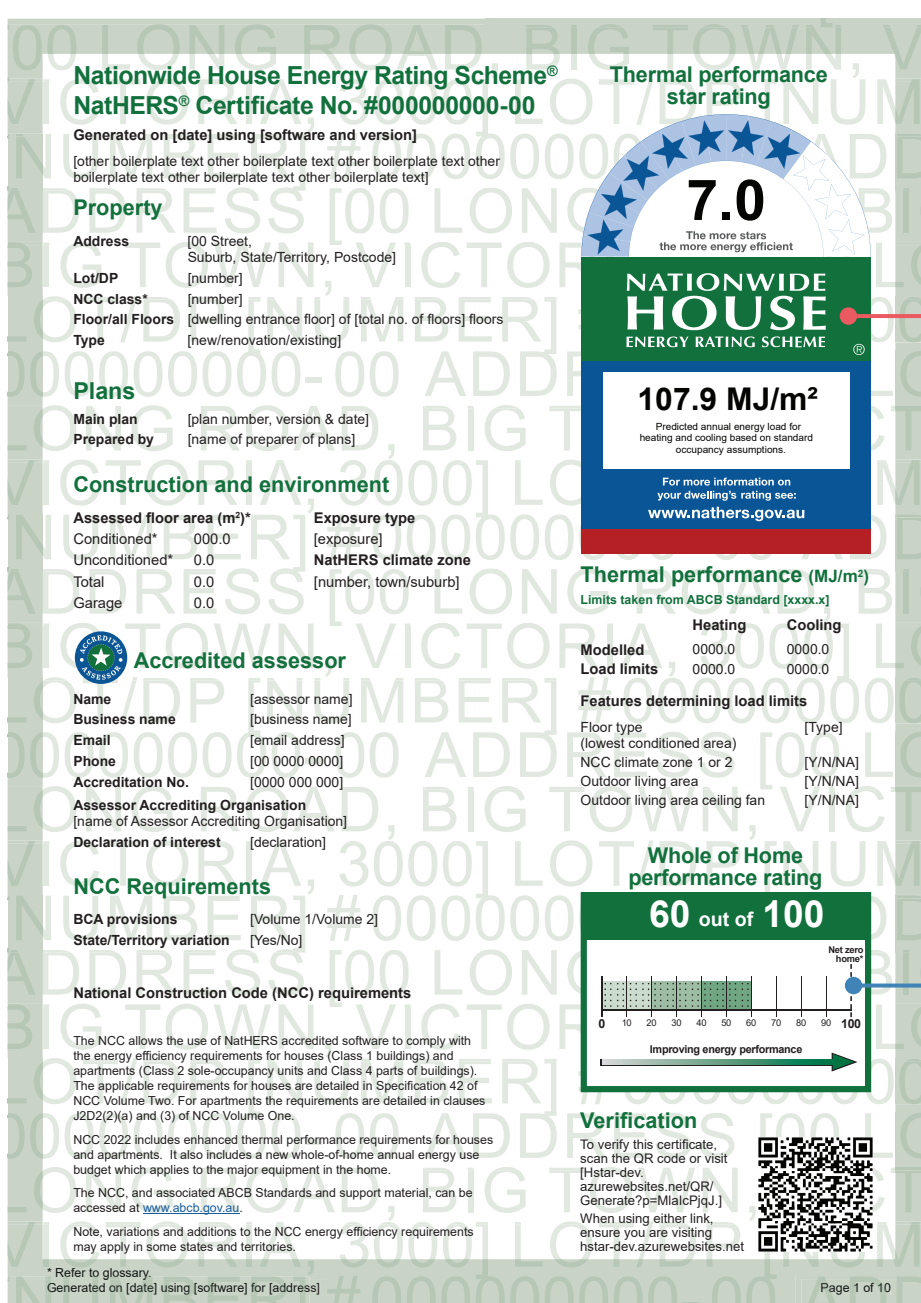 Nationwide House Energy Rating Scheme®
NatHERS® Certificate No. #000000000-00
Generated on [date] using [software and version]
[other boilerplate text other boilerplate text other boilerplate text other
boilerplate text other boilerplate text other boilerplate text]
Property
Address [00 Street,
Suburb, State/Territory, Postcode]
Lot/DP [number]
NCC class* [number]
Floor/all Floors [dwelling entrance floor] of [total no. of floors] floors
Type [new/renovation/existing]
Plans
Main plan [plan number, version & date]
Prepared by [name of preparer of plans]
Construction and environment
Assessed floor area (m²)* Exposure type
Conditioned* 000.0 [exposure]
Unconditioned* 0.0 NatHERS climate zone
Total 0.0 [number, town/suburb]
Garage 0.0
ACCREDITED ASSESSOR
Accredited assessor
Name [assessor name]
Business name [business name]
Email [email address]
Phone [00 0000 0000]
Accreditation No. [0000 000 000]
Assessor Accrediting Organisation
[name of Assessor Accrediting Organisation]
Declaration of interest [declaration]
NCC Requirements
BCA provisions [Volume 1/Volume 2]
State/Territory variation [Yes/No]
National Construction Code (NCC) requirements
The NCC allows the use of NatHERS accredited software to comply with
the energy efficiency requirements for houses (Class 1 buildings) and
apartments (Class 2 sole-occupancy units and Class 4 parts of buildings).
The applicable requirements for houses are detailed in Specification 42 of
NCC Volume Two. For apartments the requirements are detailed in clauses
J2D2(2)(a) and (3) of NCC Volume One.
NCC 2022 includes enhanced thermal performance requirements for houses
and apartments. It also includes a new whole-of-home annual energy use
budget which applies to the major equipment in the home.
The NCC, and associated ABCB Standards and support material, can be
accessed at www.abcb.gov.au.
Note, variations and additions to the NCC energy efficiency requirements
may apply in some states and territories.
Thermal performance
star rating
7.0
The more stars
the more energy efficient
NATIONWIDE
HOUSE
ENERGY RATING SCHEME
®
107.9 MJ/m²
Predicted annual energy load for
heating and cooling based on standard
occupancy assumptions.
For more information on
your dwelling's rating see:
www.nathers.gov.au
Thermal performance (MJ/m²)
Limits taken from ABCB Standard [xxxx.x]
Heating Cooling
Modelled 0000.0 0000.0
Load limits 0000.0 0000.0
Features determining load limits
Floor type [Type]
(lowest conditioned area)
NCC climate zone 1 or 2 [Y/N/NA]
Outdoor living area [Y/N/NA]
Outdoor living area ceiling fan [Y/N/NA]
Whole of Home
performance rating
60 out of 100
Net zero
home*
0 10 20 30 40 50 60 70 80 90 100
Improving energy performance
Verification
To verify this certificate,
scan the QR code or visit
[Hstar-dev.
azurewebsites.net/QR/
Generate?p=MlalcPjqJ.]
When using either link,
ensure you are visiting
hstar-dev.azurewebsites.net
* Refer to glossary.
Generated on [date] using [software] for [address]
Page 1 of 10